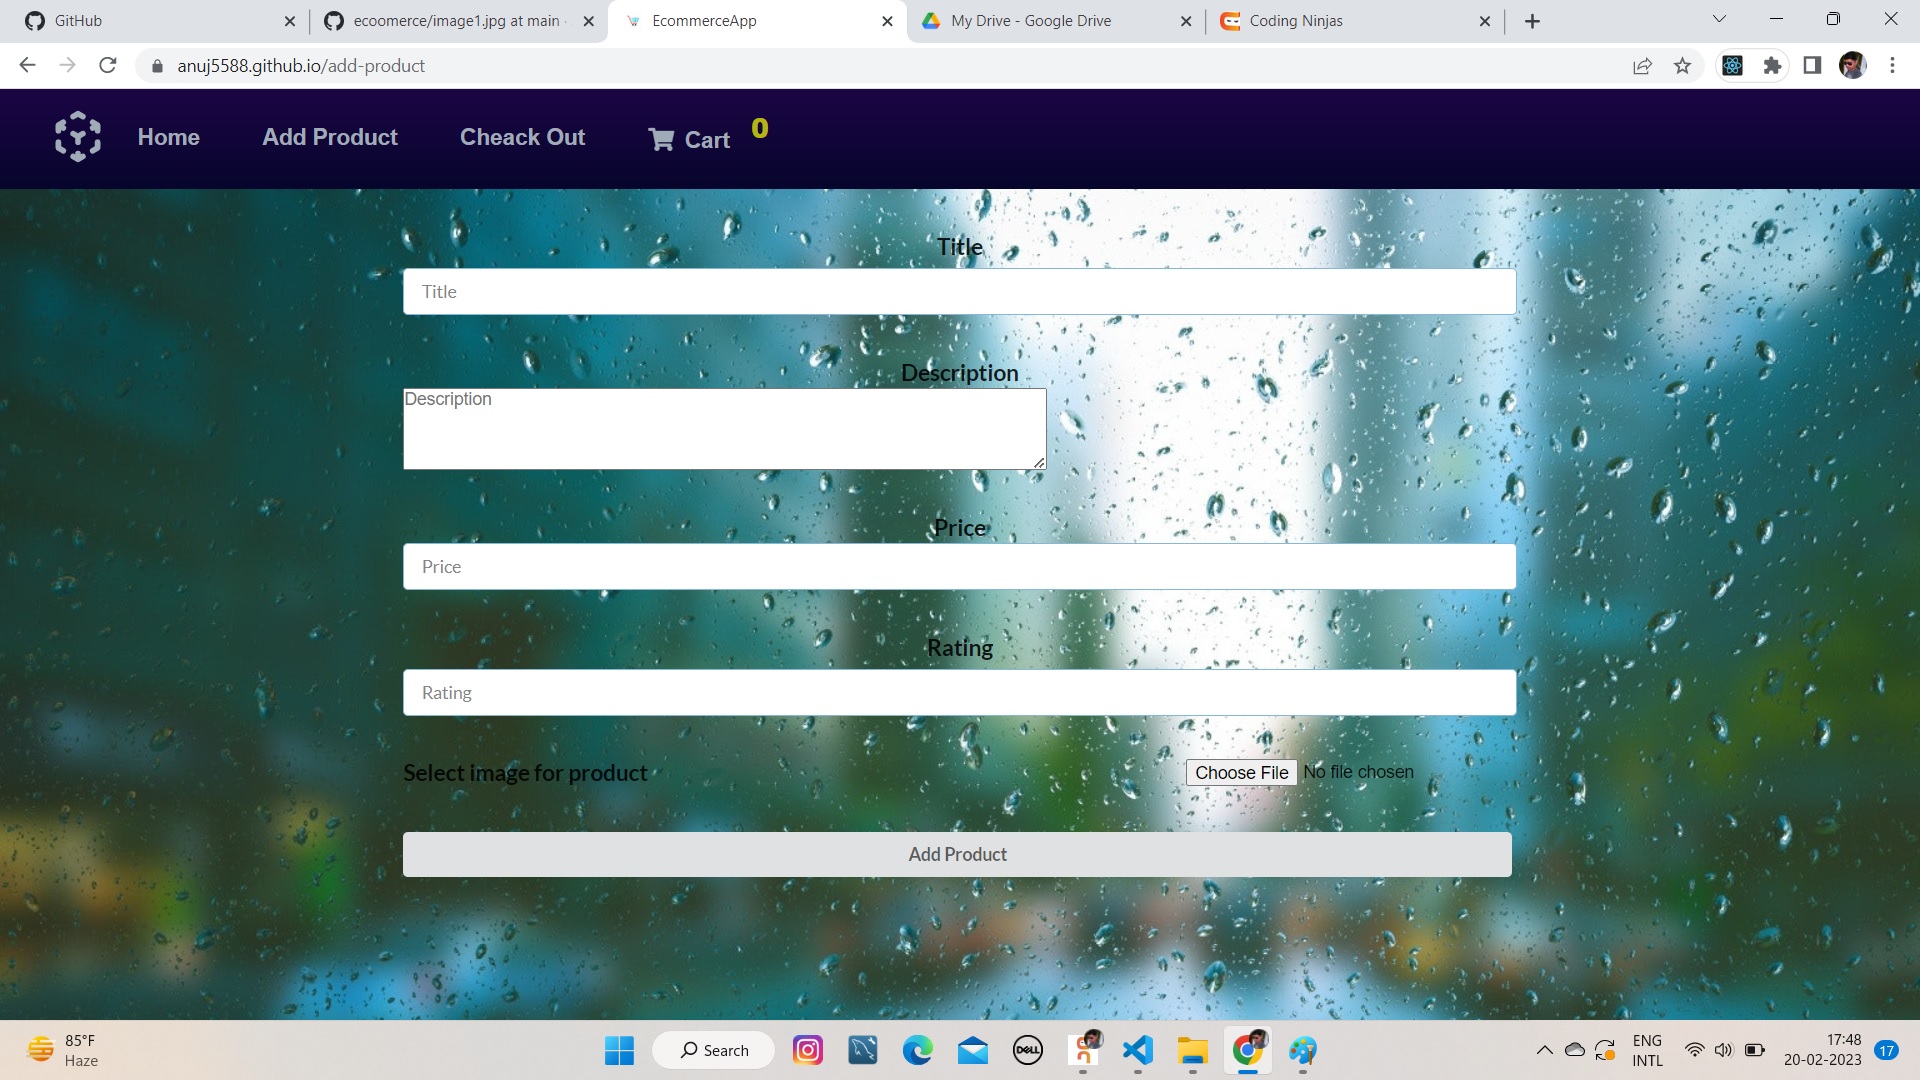 GitHub
ecoomerce/image1.jpg at main
EcommerceApp
My Drive - Google Drive
Coding Ninjas
anuj5588.github.io/add-product
Home
Add Product
Cheack Out
Cart
0
Title
Title
Description
Description
Price
Price
Rating
Rating
Select image for product
Choose File No file chosen
Add Product
85°F
Haze
Search
DELL
ENG
INTL
17:48
20-02-2023
17